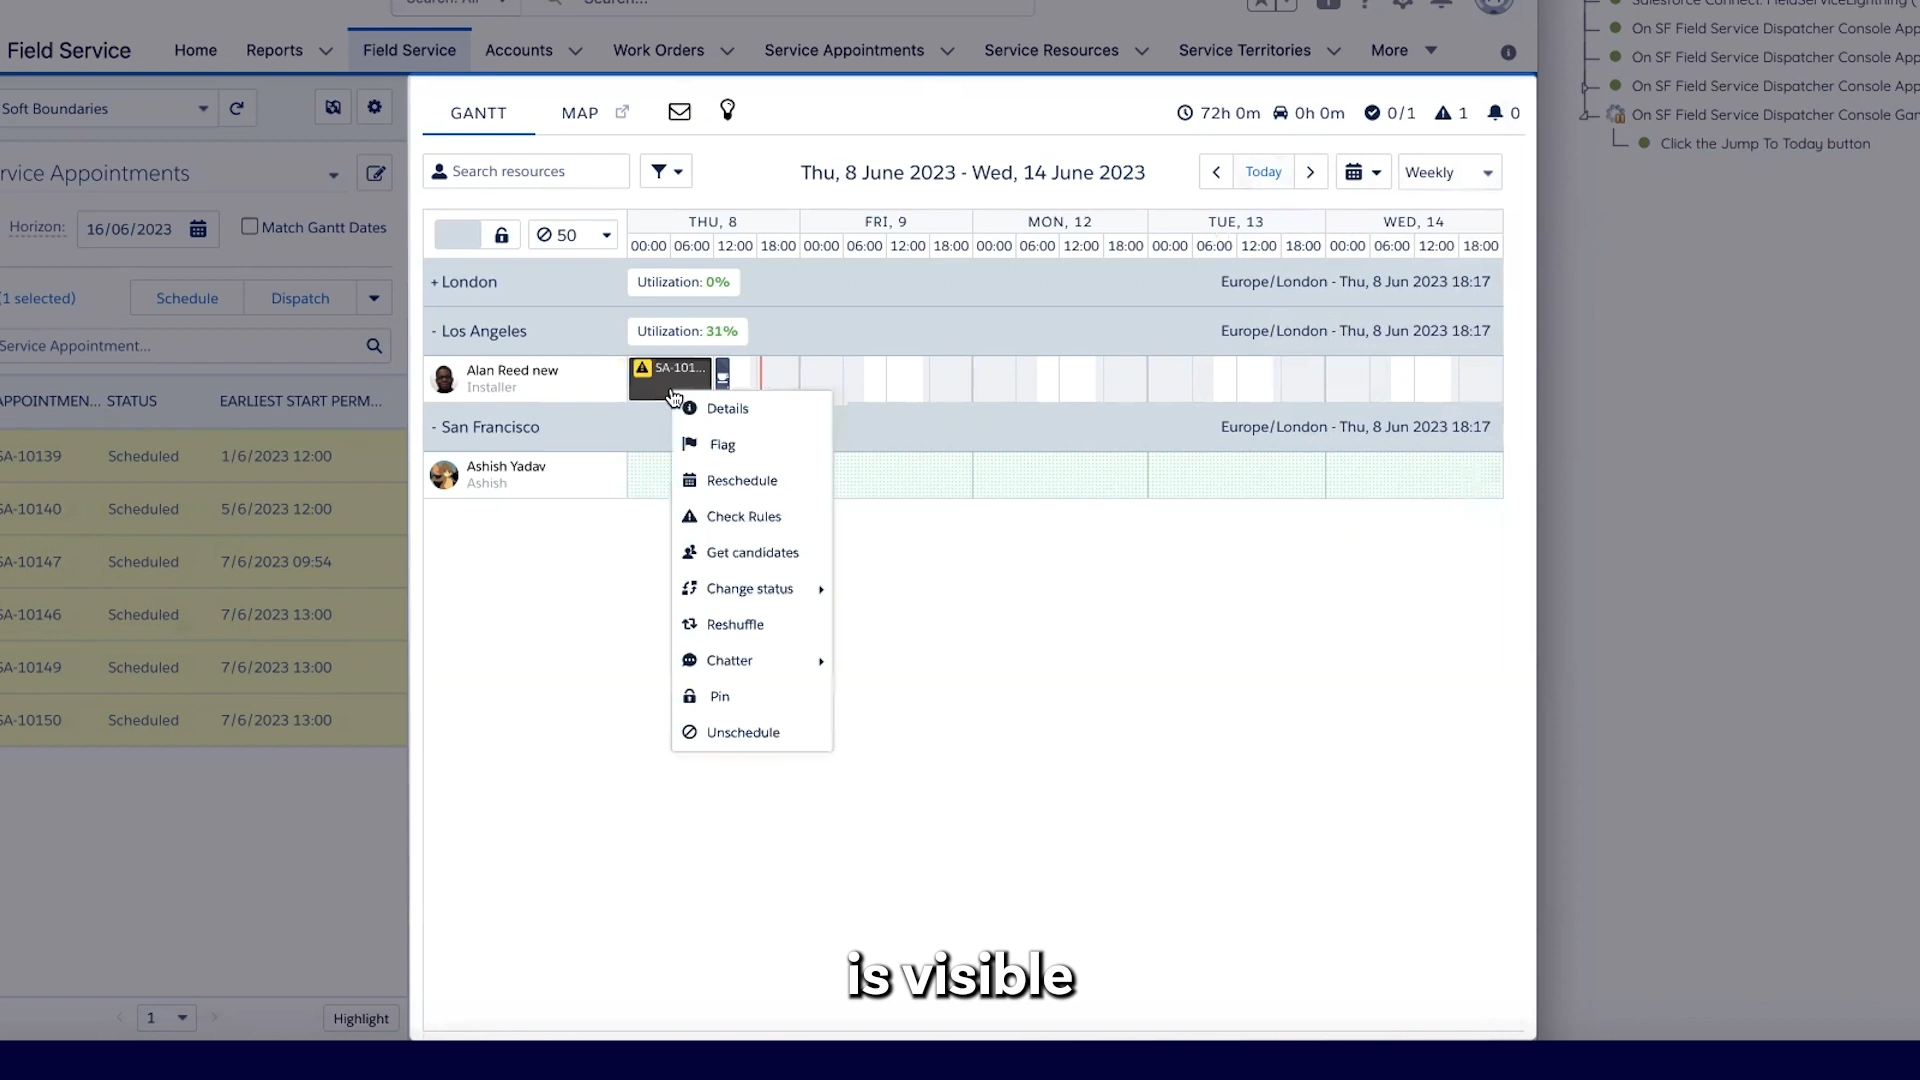 Search: All
Search...
Field Service
Home
Reports
Field Service
Accounts
Work Orders
Service Appointments
Service Resources
Service Territories
More
Soft Boundaries
rvice Appointments
Horizon:
16/06/2023
Match Gantt Dates
(1 selected)
Schedule
Dispatch
Service Appointment...
APPOINTMEN...
STATUS
EARLIEST START PERM...
SA-10139 Scheduled 1/6/2023 12:00
SA-10140 Scheduled 5/6/2023 12:00
SA-10147 Scheduled 7/6/2023 09:54
SA-10146 Scheduled 7/6/2023 13:00
SA-10149 Scheduled 7/6/2023 13:00
SA-10150 Scheduled 7/6/2023 13:00
1
Highlight
GANTT
MAP
72h 0m
0h 0m
0/1
1
0
Search resources
Thu, 8 June 2023 - Wed, 14 June 2023
Today
Weekly
50
THU, 8
FRI, 9
MON, 12
TUE, 13
WED, 14
00:00 06:00 12:00 18:00 00:00 06:00 12:00 18:00 00:00 06:00 12:00 18:00 00:00 06:00 12:00 18:00 00:00 06:00 12:00 18:00
+ London
Utilization: 0%
Europe/London - Thu, 8 Jun 2023 18:17
- Los Angeles
Utilization: 31%
Europe/London - Thu, 8 Jun 2023 18:17
Alan Reed new
Installer
SA-101...
- San Francisco
Europe/London - Thu, 8 Jun 2023 18:17
Ashish Yadav
Ashish
Details
Flag
Reschedule
Check Rules
Get candidates
Change status
Reshuffle
Chatter
Pin
Unschedule
is visible
Salesforce Connect: FieldServiceLightning (
On SF Field Service Dispatcher Console App
On SF Field Service Dispatcher Console App
On SF Field Service Dispatcher Console App
On SF Field Service Dispatcher Console Gan
Click the Jump To Today button